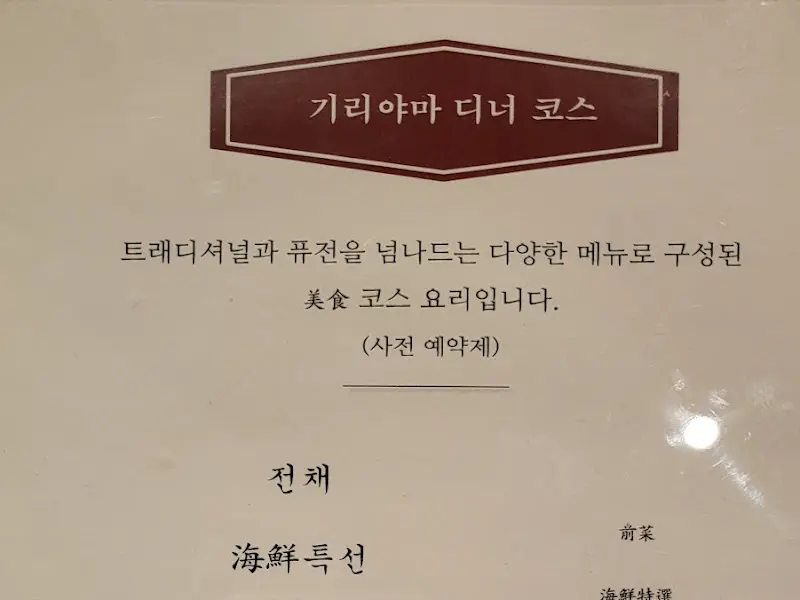 기리야마 디너 코스
트래디셔널과 퓨전을 넘나드는 다양한 메뉴로 구성된
美食 코스 요리입니다.
(사전 예약제)
전채
前菜
海鮮특선
海鮮特選